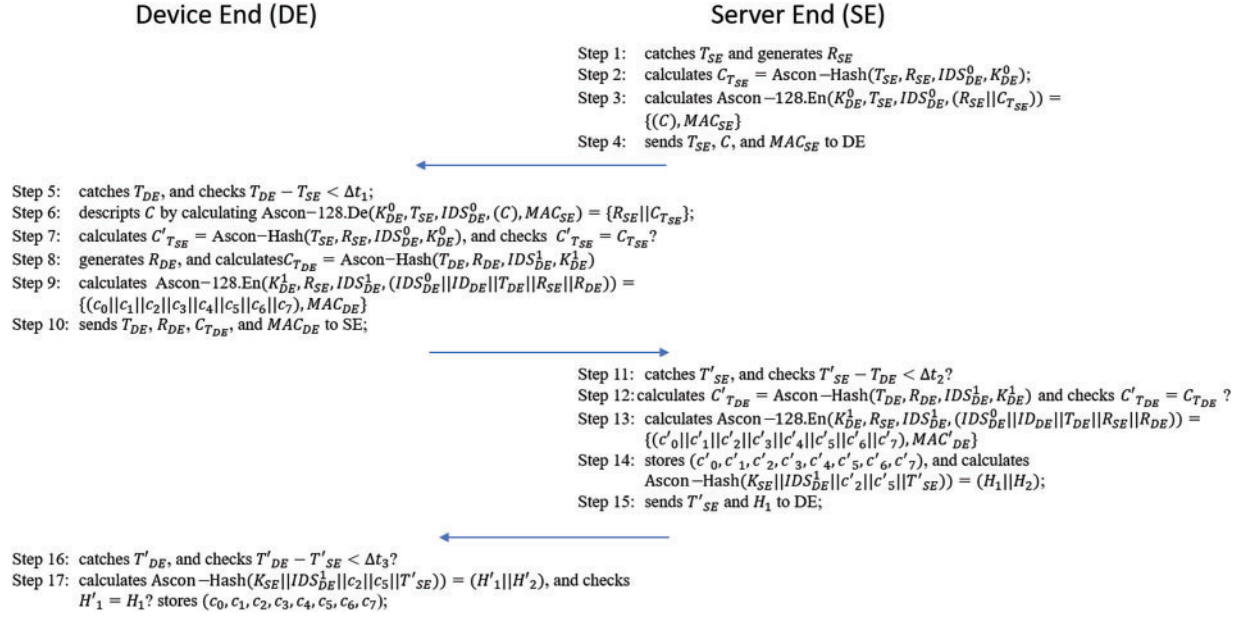 Device End (DE)
Server End (SE)
Step 1: catches T_SE and generates R_SE
Step 2: calculates C_{T_SE} = Ascon−Hash(T_SE, R_SE, IDS^0_DE, K^0_DE);
Step 3: calculates Ascon−128.En(K^0_DE, T_SE, IDS^0_DE, (R_SE||C_{T_SE})) =
{(C), MAC_SE}
Step 4: sends T_SE, C, and MAC_SE to DE
Step 5: catches T_DE, and checks T_DE − T_SE < Δt_1;
Step 6: descripts C by calculating Ascon−128.De(K^0_DE, T_SE, IDS^0_DE, (C), MAC_SE) = {R_SE||C_{T_SE}};
Step 7: calculates C'_{T_SE} = Ascon−Hash(T_SE, R_SE, IDS^0_DE, K^0_DE), and checks C'_{T_SE} = C_{T_SE}?
Step 8: generates R_DE, and calculatesC_{T_DE} = Ascon−Hash(T_DE, R_DE, IDS^1_DE, K^1_DE)
Step 9: calculates Ascon−128.En(K^1_DE, R_SE, IDS^1_DE, (IDS^0_DE||ID_DE||T_DE||R_SE||R_DE)) =
{(c_0||c_1||c_2||c_3||c_4||c_5||c_6||c_7), MAC_DE}
Step 10: sends T_DE, R_DE, C_{T_DE}, and MAC_DE to SE;
Step 11: catches T'_SE, and checks T'_SE − T_DE < Δt_2?
Step 12: calculates C'_{T_DE} = Ascon−Hash(T_DE, R_DE, IDS^1_DE, K^1_DE) and checks C'_{T_DE} = C_{T_DE} ?
Step 13: calculates Ascon−128.En(K^1_DE, R_SE, IDS^1_DE, (IDS^0_DE||ID_DE||T_DE||R_SE||R_DE)) =
{(c'_0||c'_1||c'_2||c'_3||c'_4||c'_5||c'_6||c'_7), MAC'_DE}
Step 14: stores (c'_0, c'_1, c'_2, c'_3, c'_4, c'_5, c'_6, c'_7), and calculates
Ascon−Hash(K_SE||IDS^1_DE||c'_2||c'_5||T'_SE)) = (H_1||H_2);
Step 15: sends T'_SE and H_1 to DE;
Step 16: catches T'_DE, and checks T'_DE − T'_SE < Δt_3?
Step 17: calculates Ascon−Hash(K_SE||IDS^1_DE||c_2||c_5||T'_SE)) = (H'_1||H'_2), and checks
H'_1 = H_1? stores (c_0, c_1, c_2, c_3, c_4, c_5, c_6, c_7);